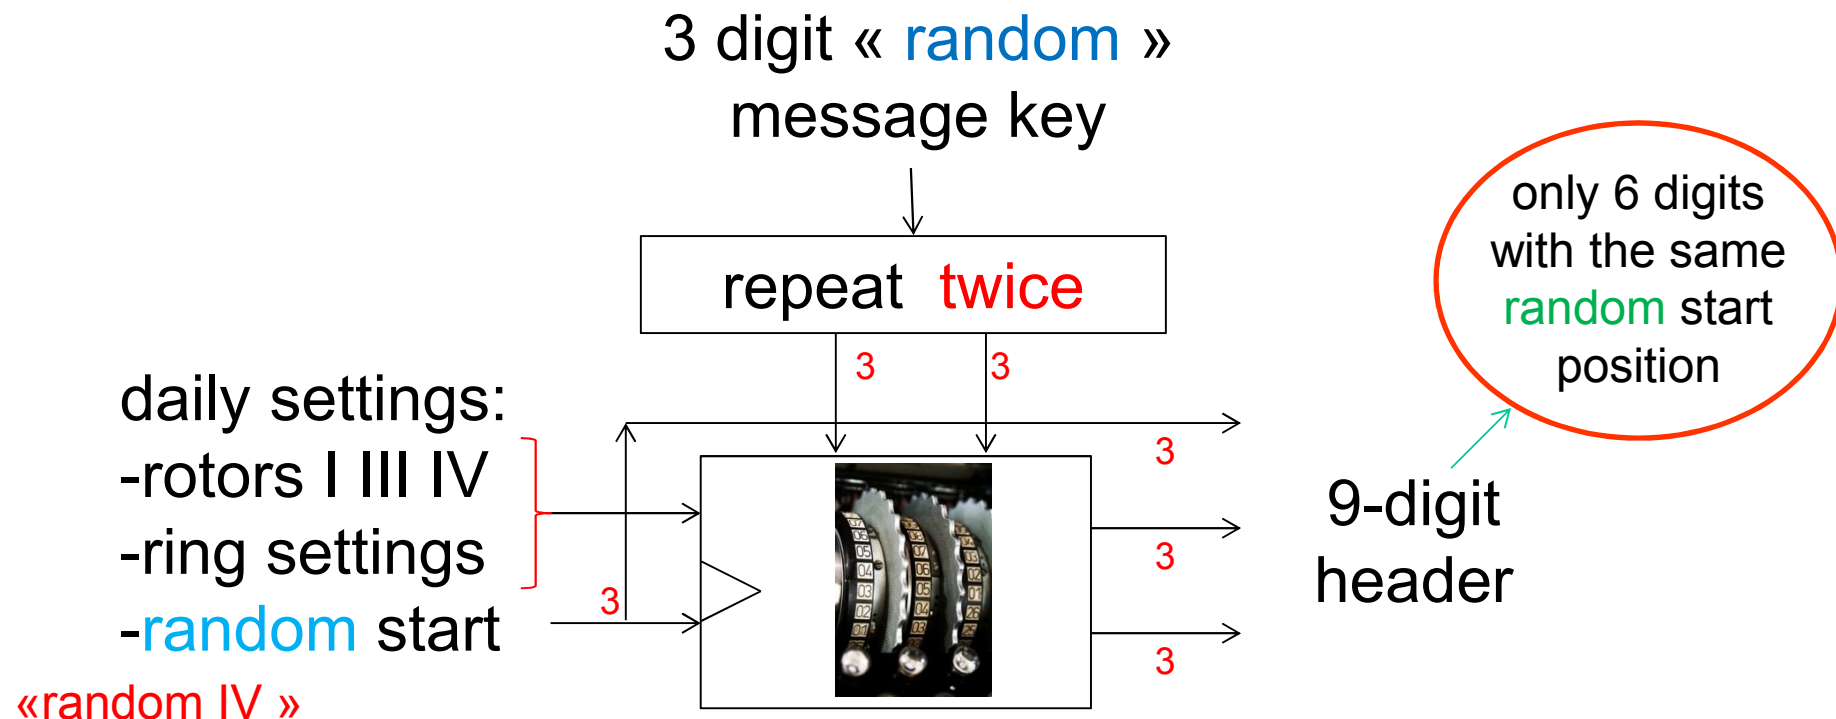 3 digit « random »
message key
repeat twice
3
3
daily settings:
-rotors I III IV
-ring settings
-random start
«random IV »
3
3
3
3
9-digit
header
only 6 digits
with the same
random start
position